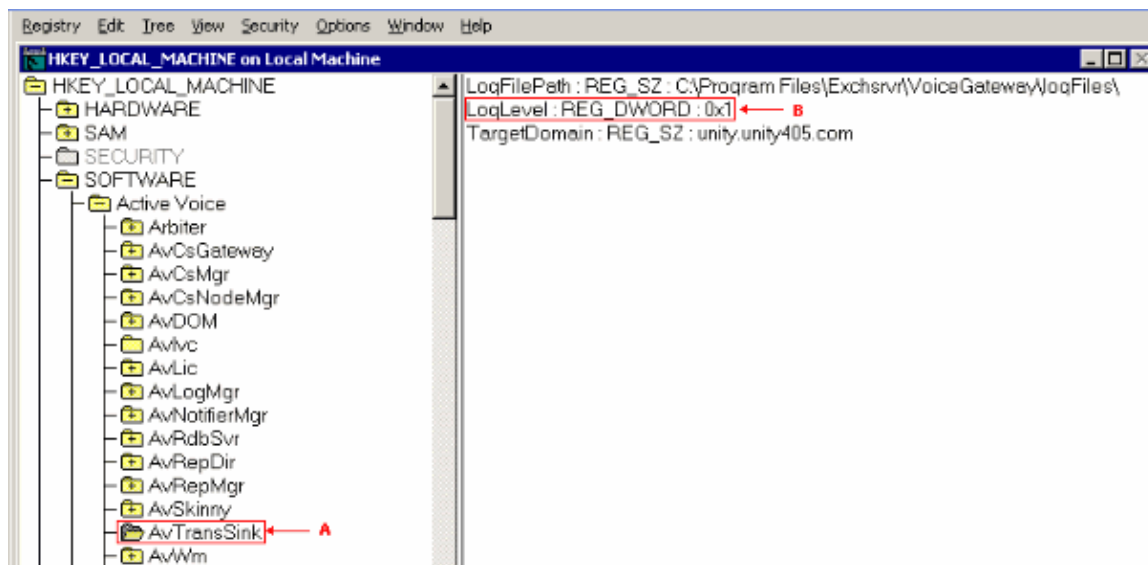 Registry Edit Tree View Security Options Window Help
HKEY_LOCAL_MACHINE on Local Machine
HKEY_LOCAL_MACHINE
HARDWARE
SAM
SECURITY
SOFTWARE
Active Voice
Arbiter
AvCsGateway
AvCsMgr
AvCsNodeMgr
AvDOM
AvIvc
AvLic
AvLogMgr
AvNotifierMgr
AvRdbSvr
AvRepDir
AvRepMgr
AvSkinny
AvTransSink A
AvWm
LogFilePath : REG_SZ : C:\Program Files\Exchsrvr\VoiceGateway\logFiles\
LogLevel : REG_DWORD : 0x1 B
TargetDomain : REG_SZ : unity.unity405.com